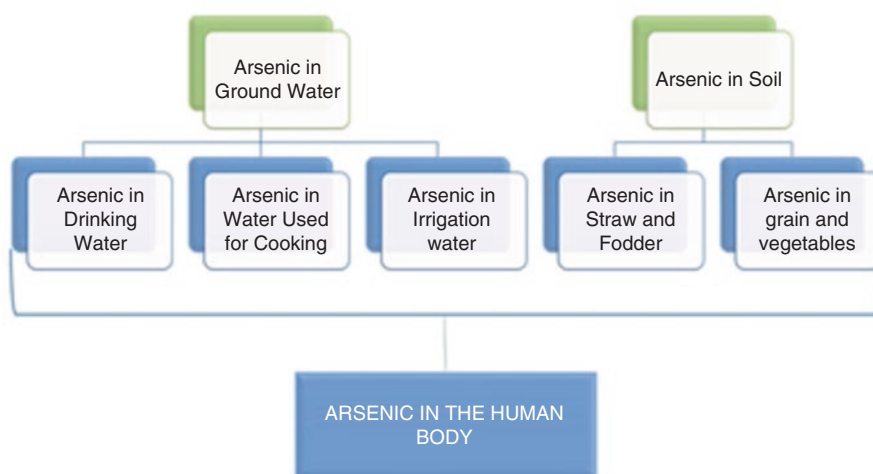 Arsenic in
Ground Water
Arsenic in Soil
Arsenic in
Drinking
Water
Arsenic in
Water Used
for Cooking
Arsenic in
Irrigation
water
Arsenic in
Straw and
Fodder
Arsenic in
grain and
vegetables
ARSENIC IN THE HUMAN
BODY